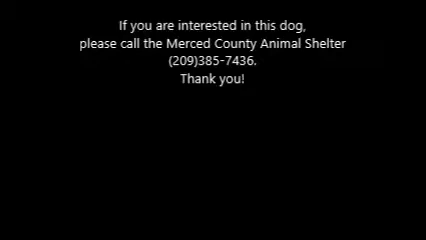 If you are interested in this dog,
please call the Merced County Animal Shelter
(209)385-7436.
Thank you!